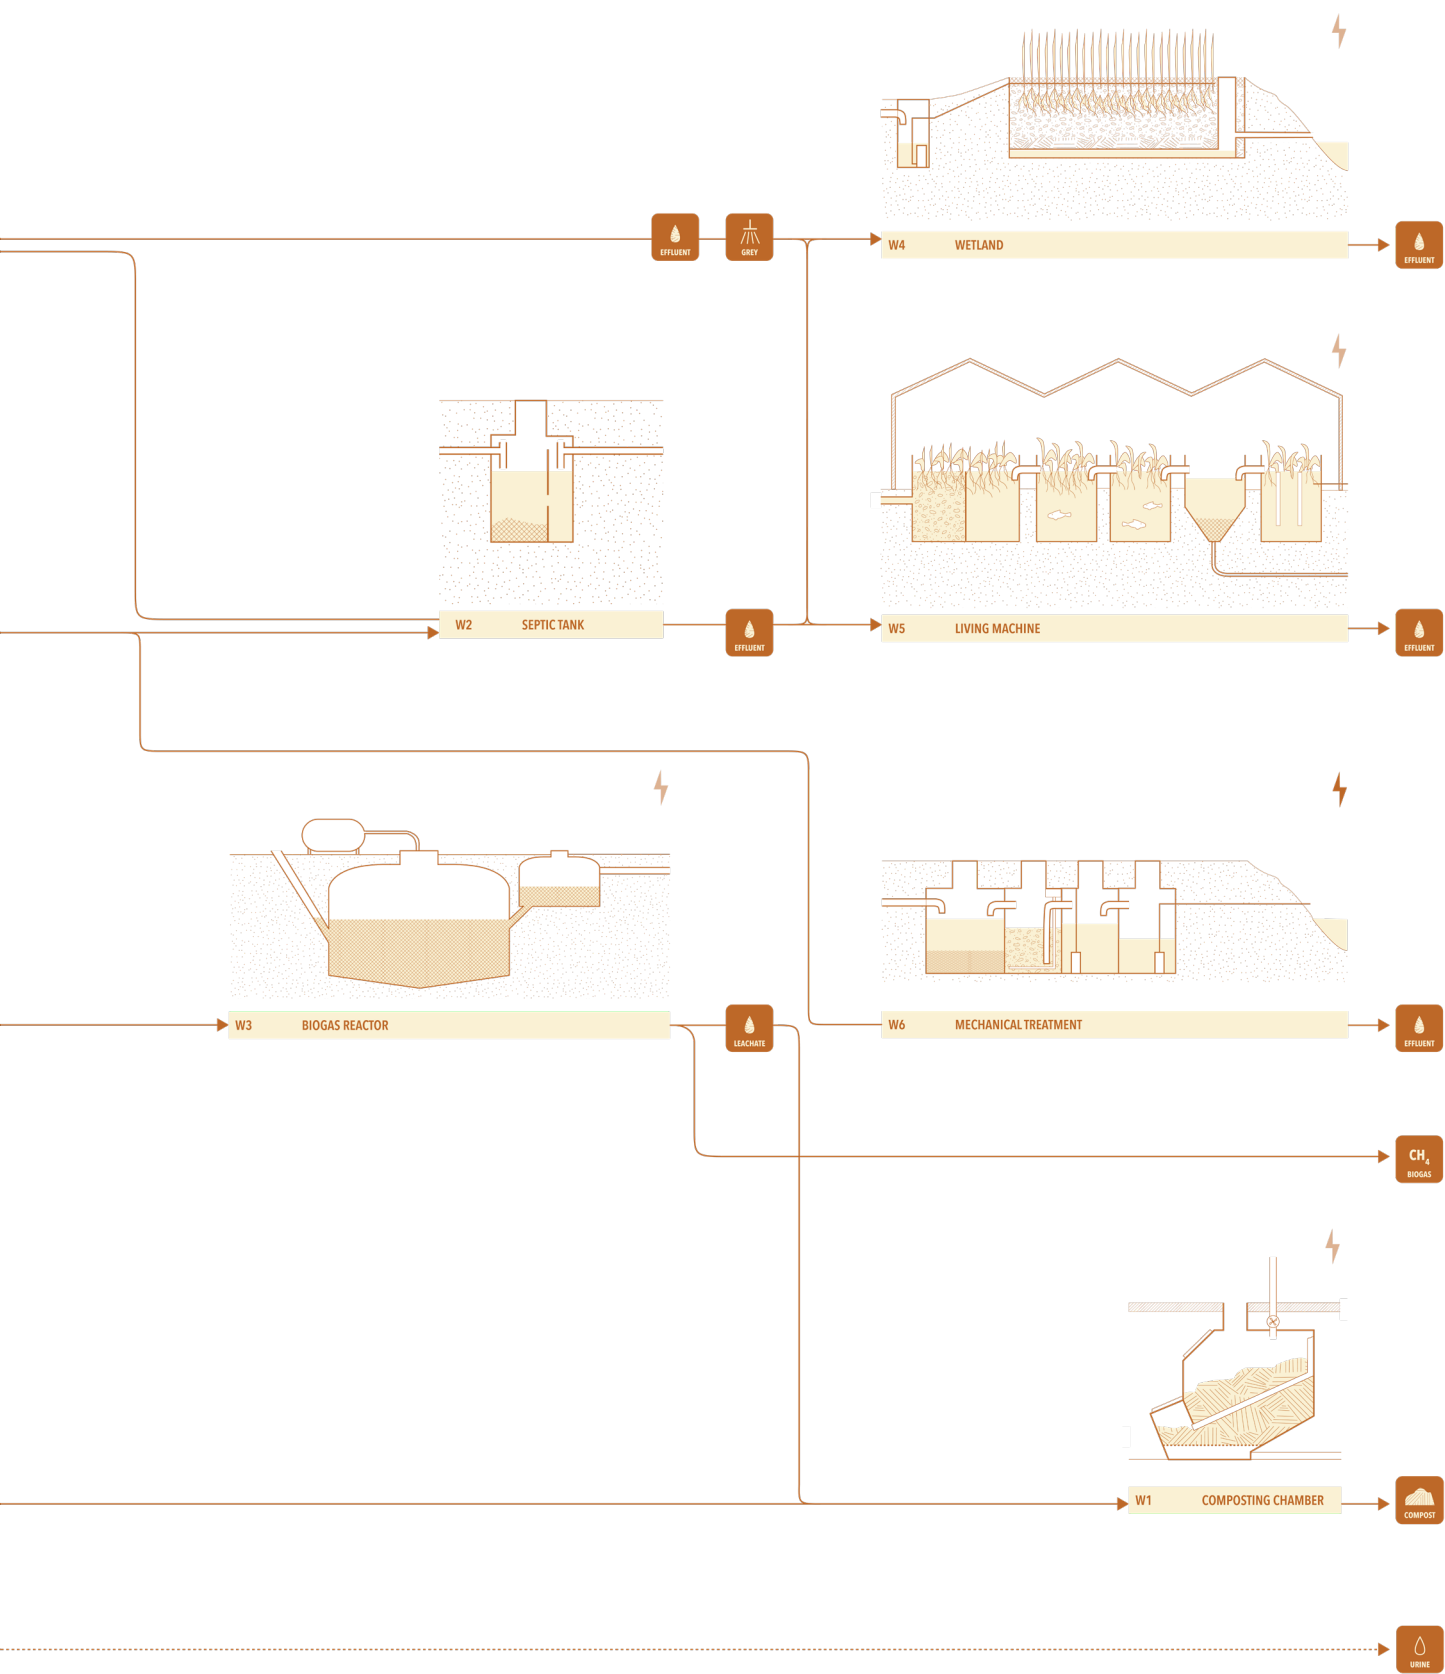 EFFLUENT
GREY
W4 WETLAND
EFFLUENT
W2 SEPTIC TANK
EFFLUENT
W5 LIVING MACHINE
EFFLUENT
W3 BIOGAS REACTOR
LEACHATE
W6 MECHANICAL TREATMENT
EFFLUENT
CH4
BIOGAS
W1 COMPOSTING CHAMBER
COMPOST
URINE